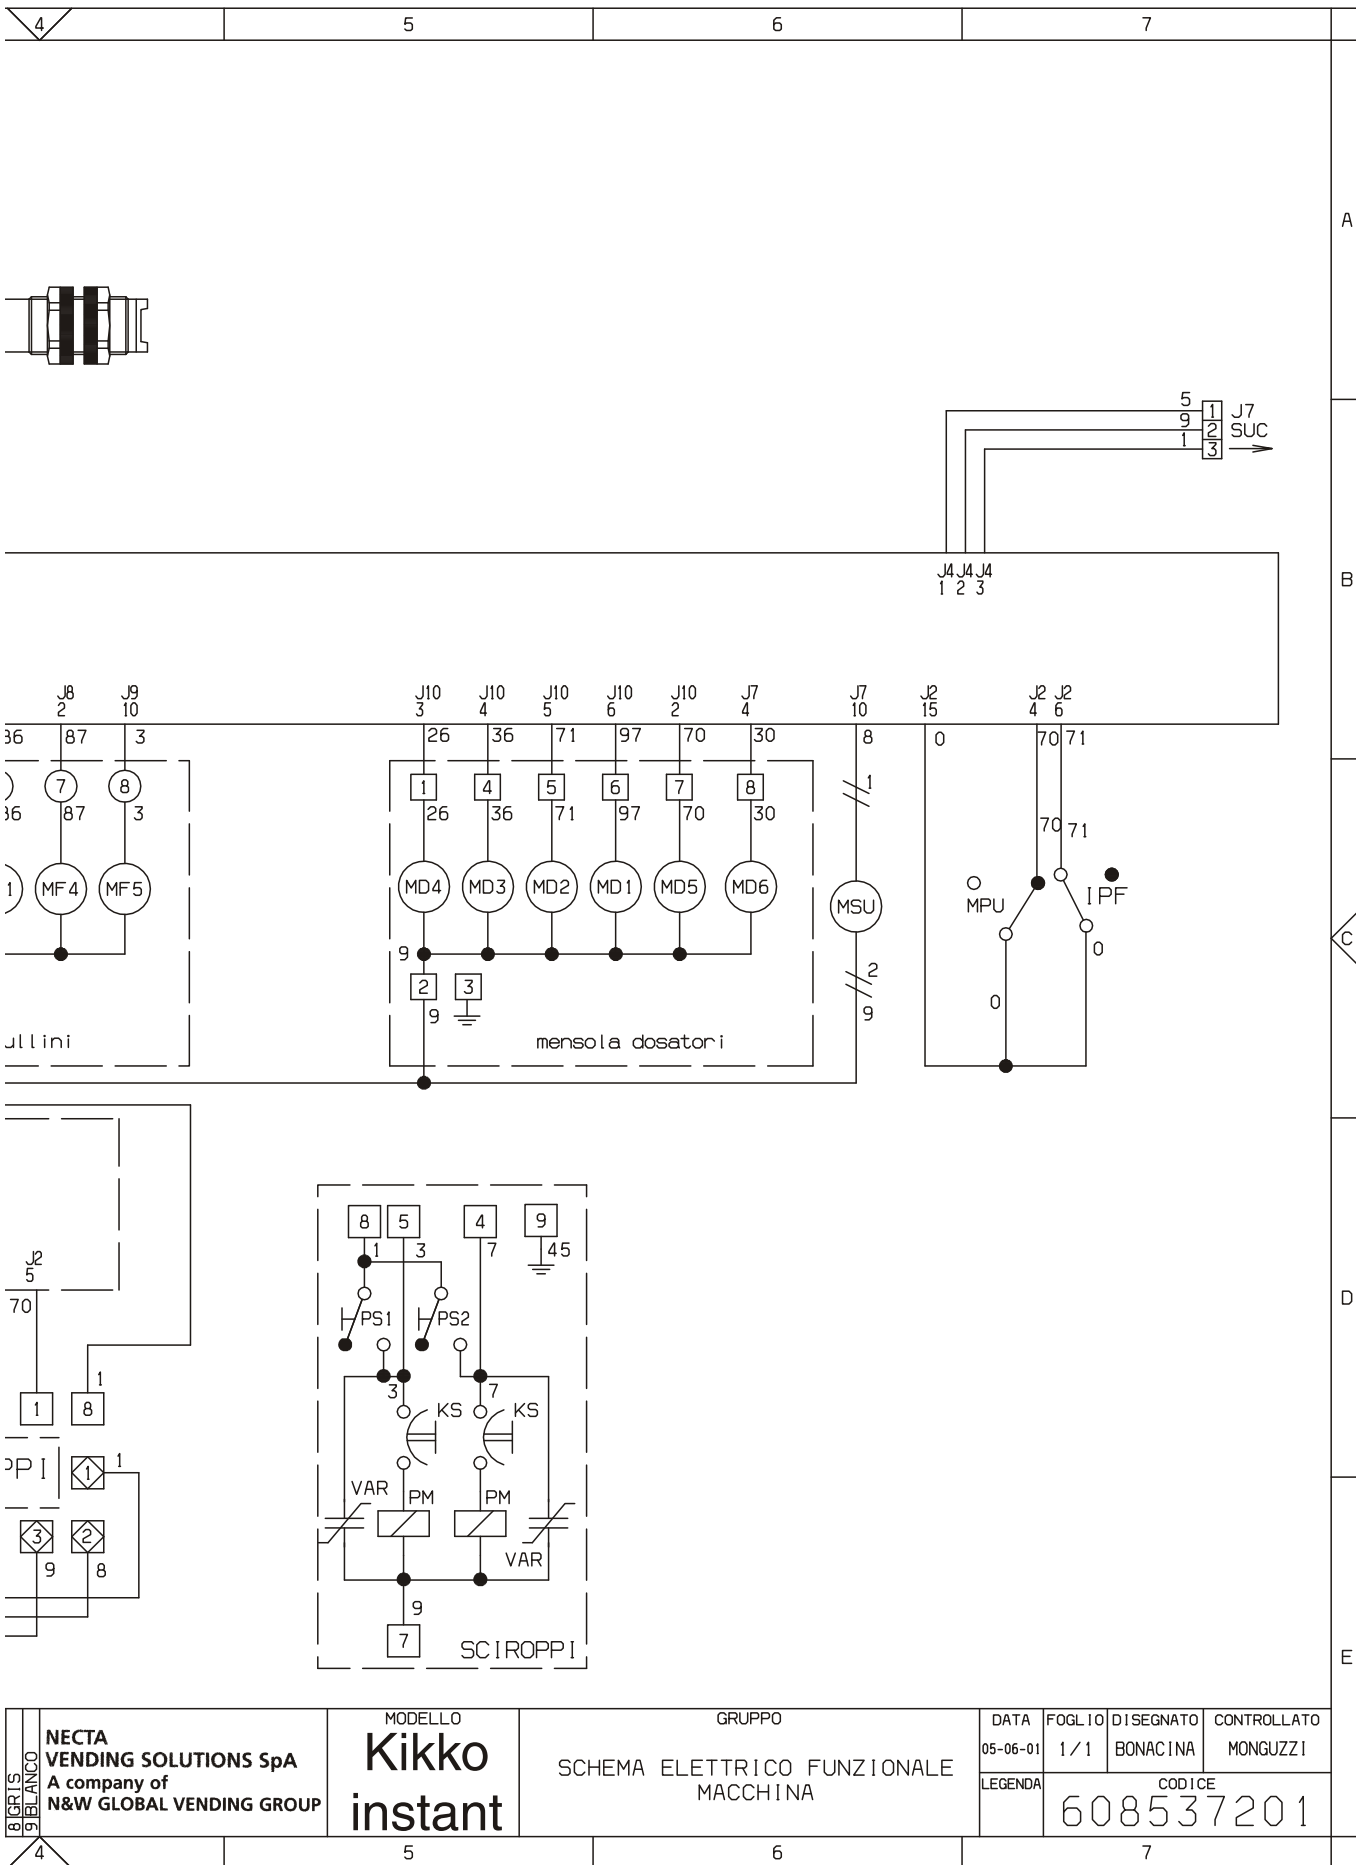 4 5 6 7
A
5 1 J7
9 2 SUC
1 3
J4 J4 J4
1 2 3
B
J8 J9 J10 J10 J10 J10 J10 J7 J7 J2 J2 J2
2 10 3 4 5 6 2 4 10 15 4 6
36 87 3 26 36 71 97 70 30 8 0 70 71
7 8 1 4 5 6 7 8 1
36 87 3 26 36 71 97 70 30 70 71
1 MF4 MF5 MD4 MD3 MD2 MD1 MD5 MD6 MSU MPU IPF
9 C
0
2 3 2
9 9 0
ullini mensola dosatori
8 5 4 9
1 3 7 45
J2
5
70 D
PS1 PS2
1 3 7
1 8 KS KS
PPI 1 1
VAR PM PM
3 2
9 8 VAR
9
7 SCIROPPI
E
8 GRIS
9 BLANCO
NECTA
VENDING SOLUTIONS SpA
A company of
N&W GLOBAL VENDING GROUP
MODELLO
Kikko
instant
GRUPPO
SCHEMA ELETTRICO FUNZIONALE
MACCHINA
DATA FOGLIO DISEGNATO CONTROLLATO
05-06-01 1/1 BONACINA MONGUZZI
LEGENDA CODICE
608537201
4 5 6 7